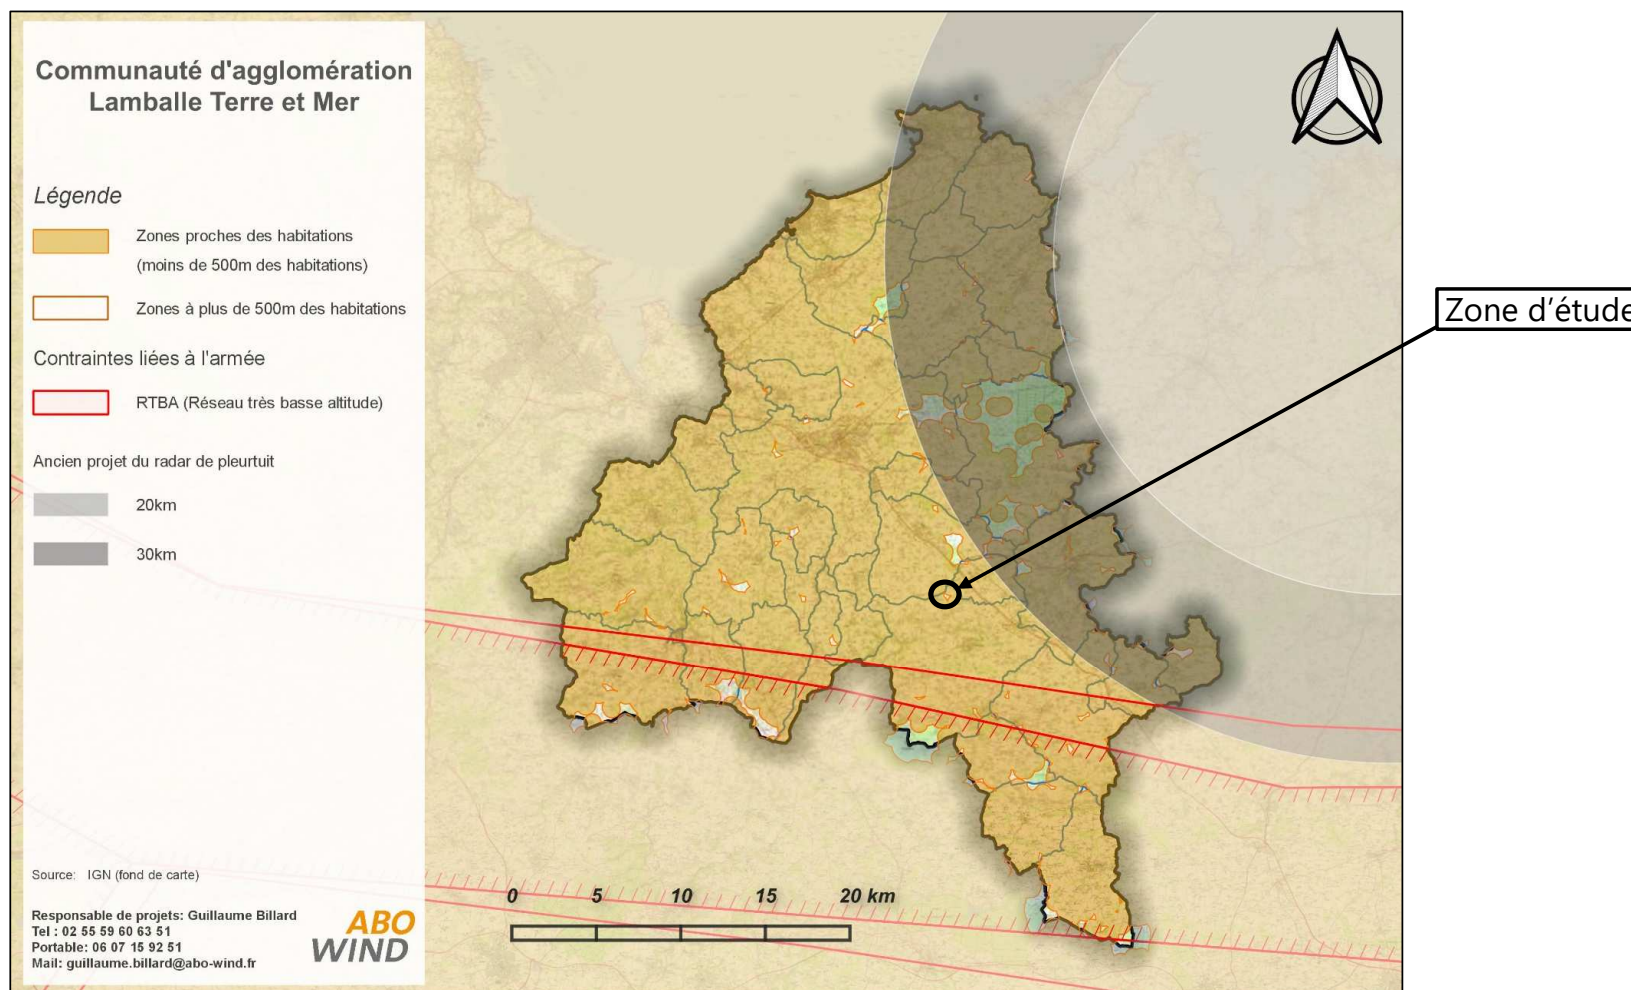 Communauté d'agglomération
Lamballe Terre et Mer
Légende
Zones proches des habitations
(moins de 500m des habitations)
Zones à plus de 500m des habitations
Contraintes liées à l'armée
RTBA (Réseau très basse altitude)
Ancien projet du radar de pleurtuit
20km
30km
Source: IGN (fond de carte)
Responsable de projets: Guillaume Billard
Tel : 02 55 59 60 63 51
Portable: 06 07 15 92 51
Mail: guillaume.billard@abo-wind.fr
ABO
WIND
0 5 10 15 20 km
Zone d'étude